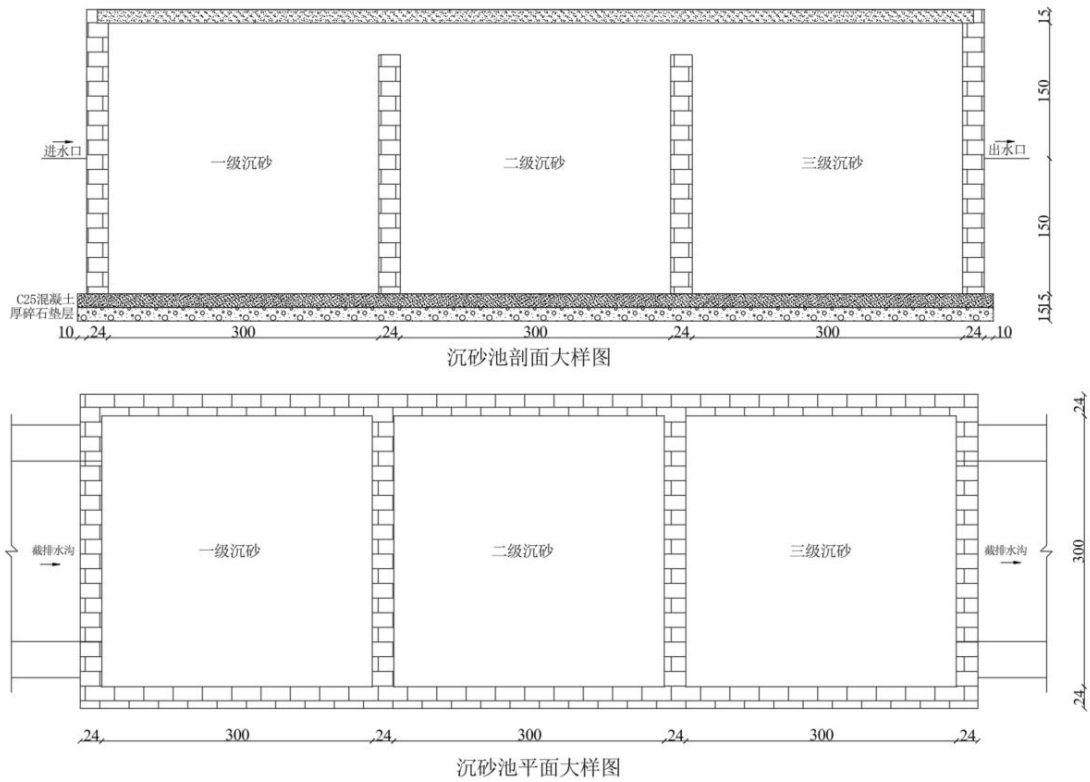 15
150
进水口
一级沉砂
二级沉砂
三级沉砂
出水口
150
C25混凝土
厚碎石垫层
1515
10 24 300 24 300 24 300 24 10
沉砂池剖面大样图
24
截排水沟
一级沉砂
二级沉砂
三级沉砂
截排水沟
300
24
24 300 24 300 24 300 24
沉砂池平面大样图